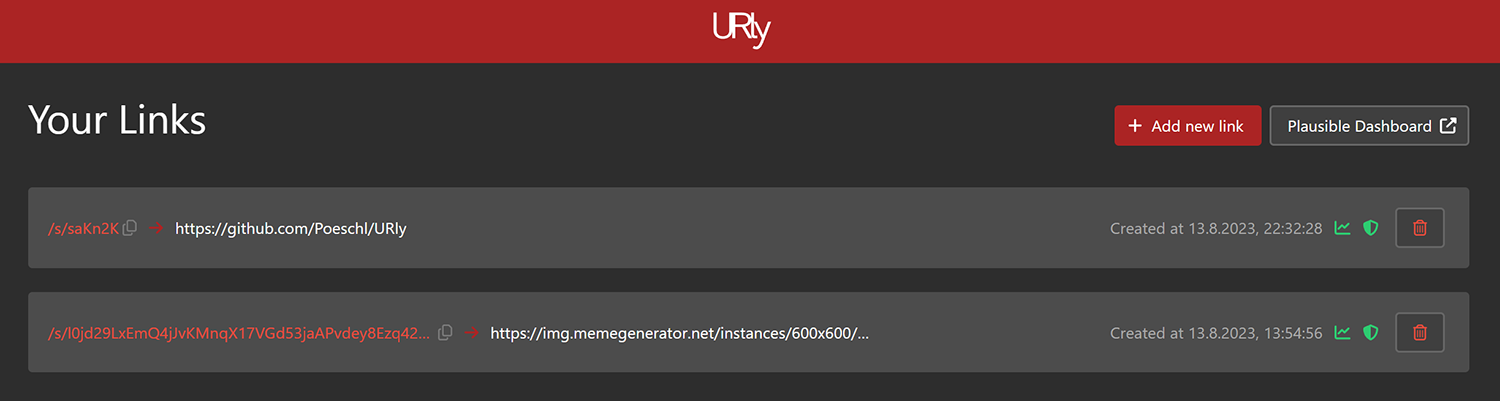 URly
Your Links
Add new link
Plausible Dashboard
/s/saKn2K https://github.com/Poeschl/URly Created at 13.8.2023, 22:32:28
/s/l0jd29LxEmQ4jJvKMnqX17VGd53jaAPvdey8Ezq42... https://img.memegenerator.net/instances/600x600/... Created at 13.8.2023, 13:54:56